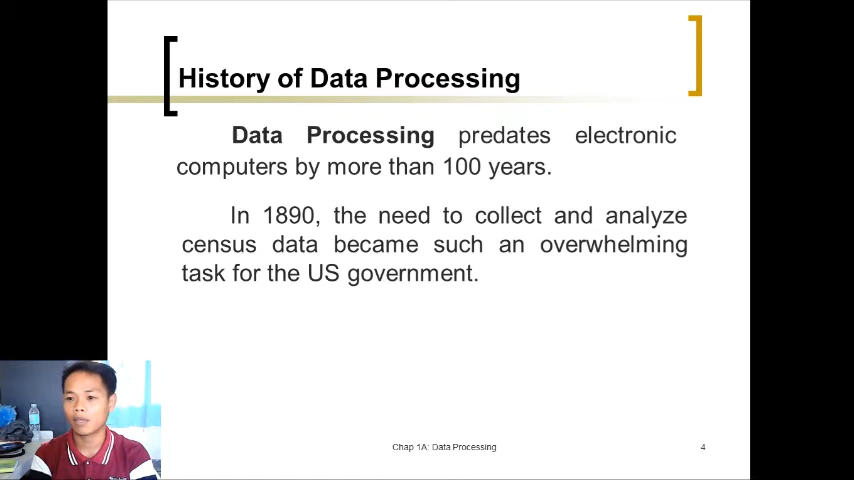 History of Data Processing
Data Processing predates electronic
computers by more than 100 years.
In 1890, the need to collect and analyze
census data became such an overwhelming
task for the US government.
Chap 1A: Data Processing
4